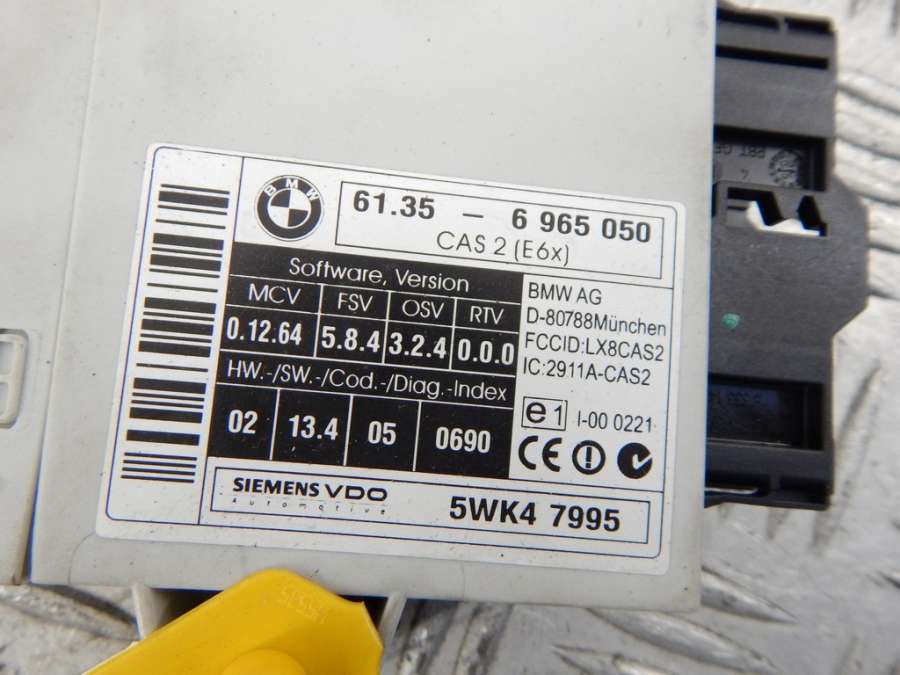 BMW
61.35 – 6 965 050
CAS 2 (E6x)
Software, Version
MCV FSV OSV RTV
0.12.64 5.8.4 3.2.4 0.0.0
HW.-/SW.-/Cod.-/Diag.-Index
02 13.4 05 0690
BMW AG
D-80788München
FCCID:LX8CAS2
IC:2911A-CAS2
e1 I-00 0221
CE
SIEMENS VDO
Automotive
5WK4 7995